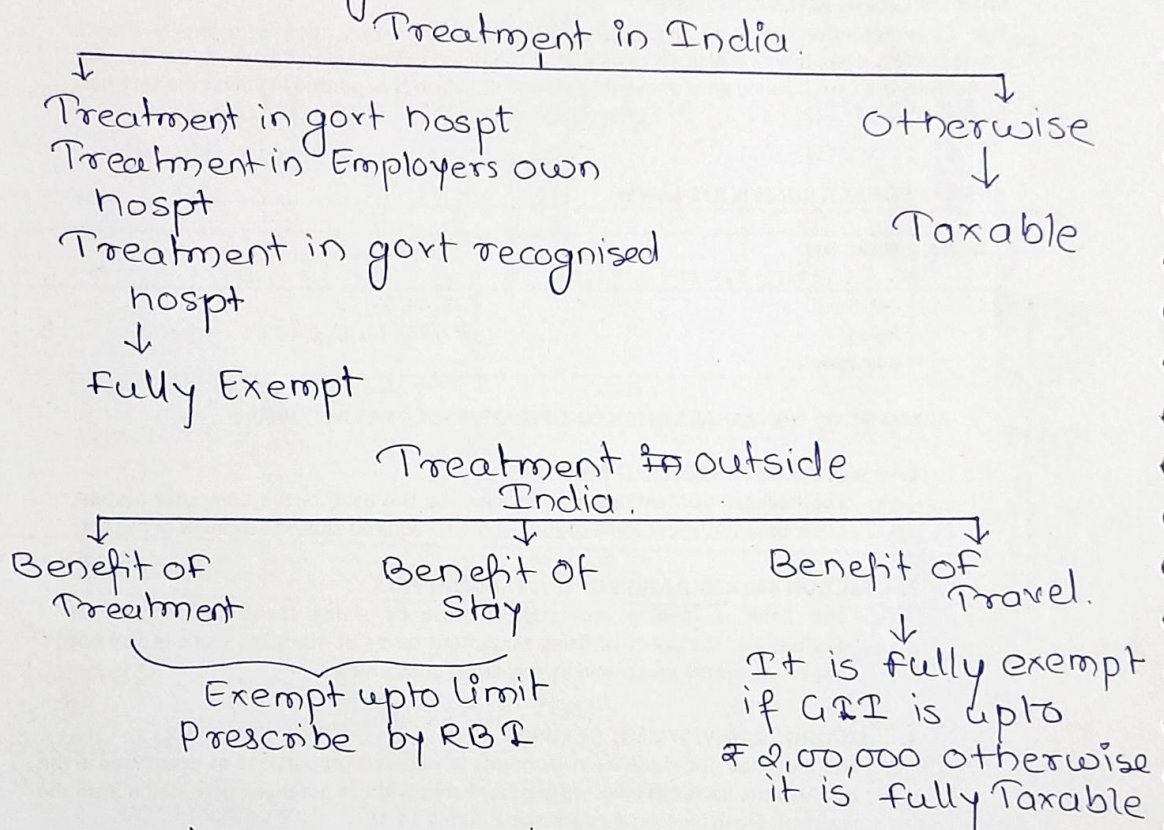 Treatment in India.
Treatment in govt hospt
Treatment in Employers own
hospt
Treatment in govt recognised
hospt
Fully Exempt
Otherwise
Taxable
Treatment outside
India.
Benefit of
Treatment
Benefit of
Stay
Exempt upto limit
Prescribe by RBI
Benefit of
Travel.
It is fully exempt
if GII is upto
₹ 2,00,000 otherwise
it is fully Taxable